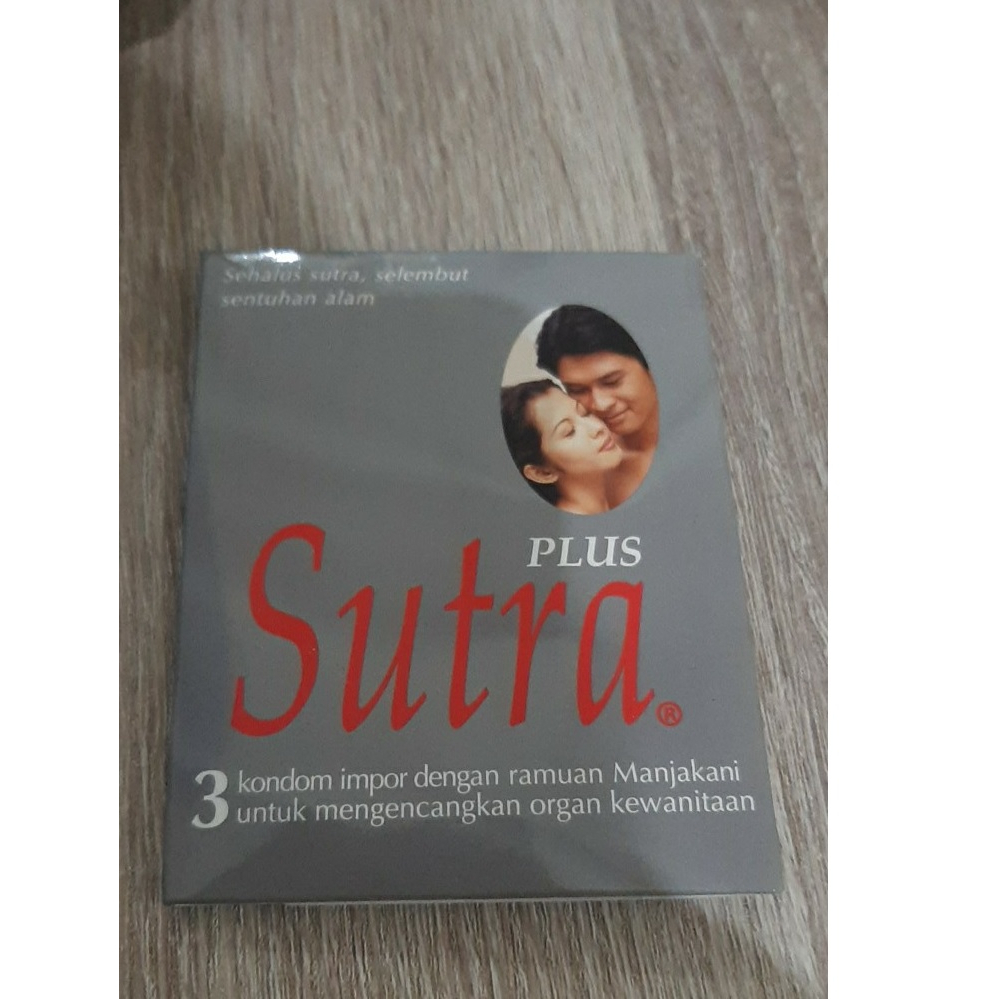 Sehalus sutra, selembut
sentuhan alam
PLUS
Sutra®
3 kondom impor dengan ramuan Manjakani
untuk mengencangkan organ kewanitaan